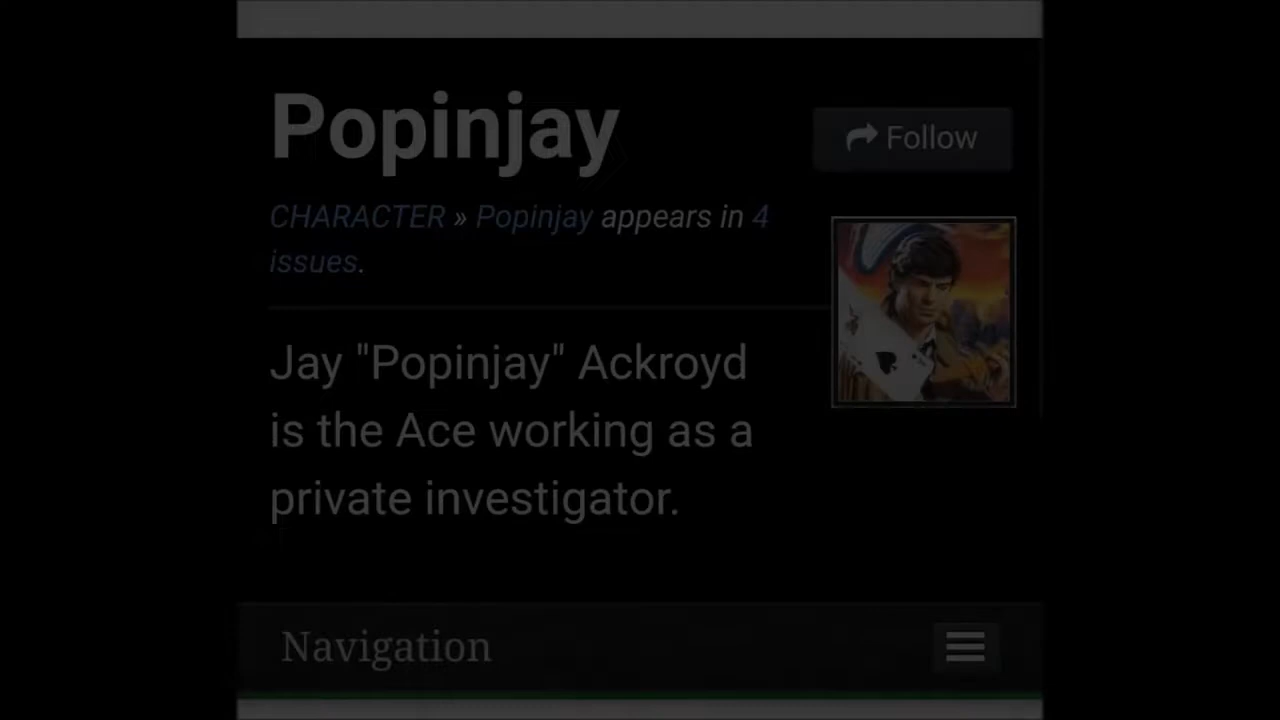 Popinjay
Follow
CHARACTER » Popinjay appears in 4
issues.
Jay "Popinjay" Ackroyd
is the Ace working as a
private investigator.
Navigation